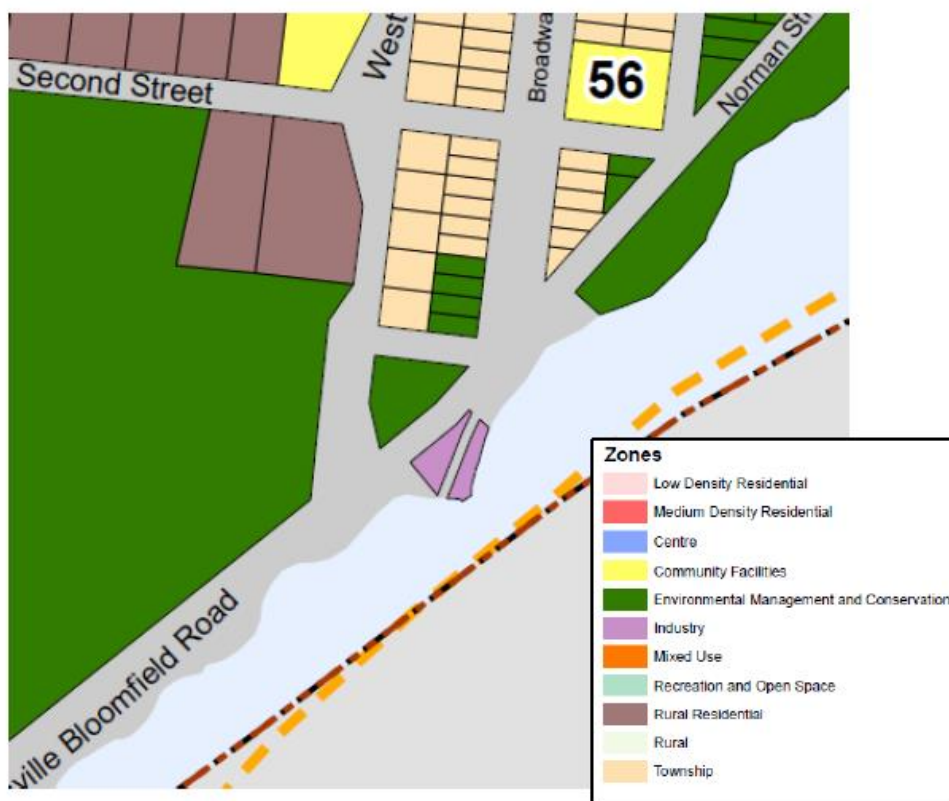 West
Broadwa
Norman Str
Second Street
56
ville Bloomfield Road
Zones
Low Density Residential
Medium Density Residential
Centre
Community Facilities
Environmental Management and Conservation
Industry
Mixed Use
Recreation and Open Space
Rural Residential
Rural
Township